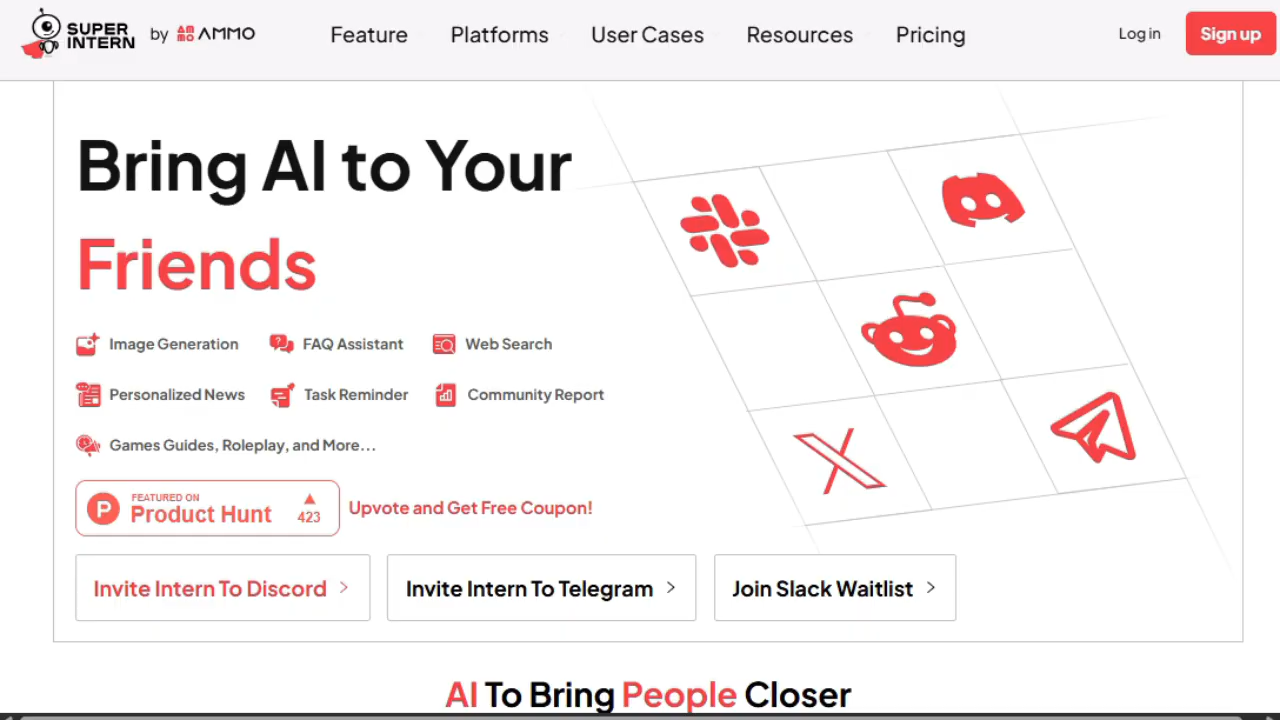 SUPER
INTERN
by AMMO
Feature
Platforms
User Cases
Resources
Pricing
Log in
Sign up
Bring AI to Your
Friends
Image Generation
FAQ Assistant
Web Search
Personalized News
Task Reminder
Community Report
Games Guides, Roleplay, and More...
P
FEATURED ON
Product Hunt
423
Upvote and Get Free Coupon!
Invite Intern To Discord
Invite Intern To Telegram
Join Slack Waitlist
AI To Bring People Closer